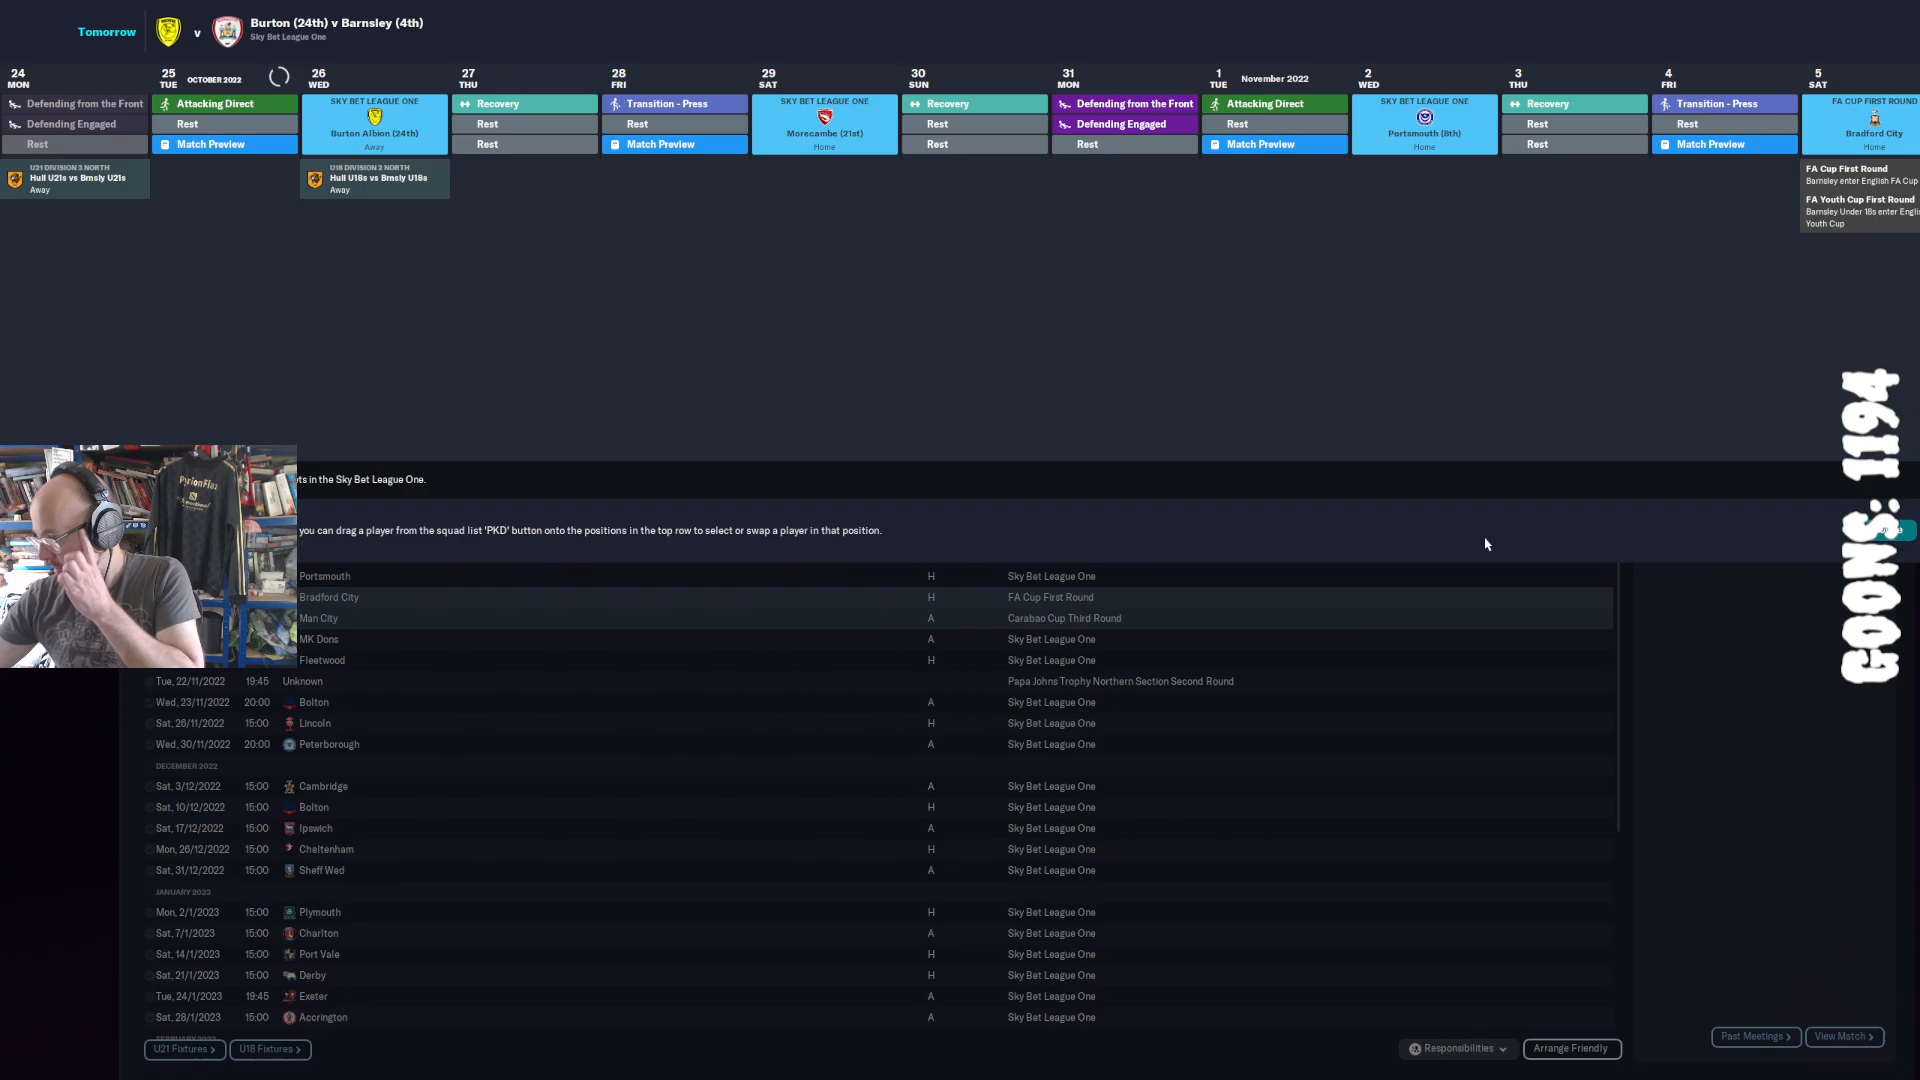 Tomorrow
v
Burton (24th) v Barnsley (4th)
Sky Bet League One
24 MON
25 TUE OCTOBER 2022
26 WED
27 THU
28 FRI
29 SAT
30 SUN
31 MON
1 TUE November 2022
2 WED
3 THU
4 FRI
5 SAT
Defending from the Front
Defending Engaged
Rest
Attacking Direct
Rest
Match Preview
SKY BET LEAGUE ONE
Burton Albion (24th)
Away
Recovery
Rest
Rest
Transition - Press
Rest
Match Preview
SKY BET LEAGUE ONE
Morecambe (21st)
Home
Recovery
Rest
Rest
Defending from the Front
Defending Engaged
Rest
Attacking Direct
Rest
Match Preview
SKY BET LEAGUE ONE
Portsmouth (8th)
Home
Recovery
Rest
Rest
Transition - Press
Rest
Match Preview
FA CUP FIRST ROUND
Bradford City
Home
U21 DIVISION 3 NORTH
Hull U21s vs Brnsly U21s
Away
U18 DIVISION 2 NORTH
Hull U18s vs Brnsly U18s
Away
FA Cup First Round
Barnsley enter English FA Cup
FA Youth Cup First Round
Barnsley Under 18s enter
Youth Cup
GOONS: 1194
PyrionFlax
in the Sky Bet League One.
you can drag a player from the squad list 'PKD' button onto the positions in the top row to select or swap a player in that position.
Portsmouth H Sky Bet League One
Bradford City H FA Cup First Round
Man City A Carabao Cup Third Round
MK Dons A Sky Bet League One
Fleetwood H Sky Bet League One
Tue, 22/11/2022 19:45 Unknown Papa Johns Trophy Northern Section Second Round
Wed, 23/11/2022 20:00 Bolton A Sky Bet League One
Sat, 26/11/2022 15:00 Lincoln H Sky Bet League One
Wed, 30/11/2022 20:00 Peterborough A Sky Bet League One
DECEMBER 2022
Sat, 3/12/2022 15:00 Cambridge A Sky Bet League One
Sat, 10/12/2022 15:00 Bolton H Sky Bet League One
Sat, 17/12/2022 15:00 Ipswich A Sky Bet League One
Mon, 26/12/2022 15:00 Cheltenham H Sky Bet League One
Sat, 31/12/2022 15:00 Sheff Wed A Sky Bet League One
JANUARY 2023
Mon, 2/1/2023 15:00 Plymouth H Sky Bet League One
Sat, 7/1/2023 15:00 Charlton A Sky Bet League One
Sat, 14/1/2023 15:00 Port Vale H Sky Bet League One
Sat, 21/1/2023 15:00 Derby H Sky Bet League One
Tue, 24/1/2023 19:45 Exeter A Sky Bet League One
Sat, 28/1/2023 15:00 Accrington A Sky Bet League One
U21 Fixtures
U18 Fixtures
Responsibilities
Arrange Friendly
Past Meetings
View Match